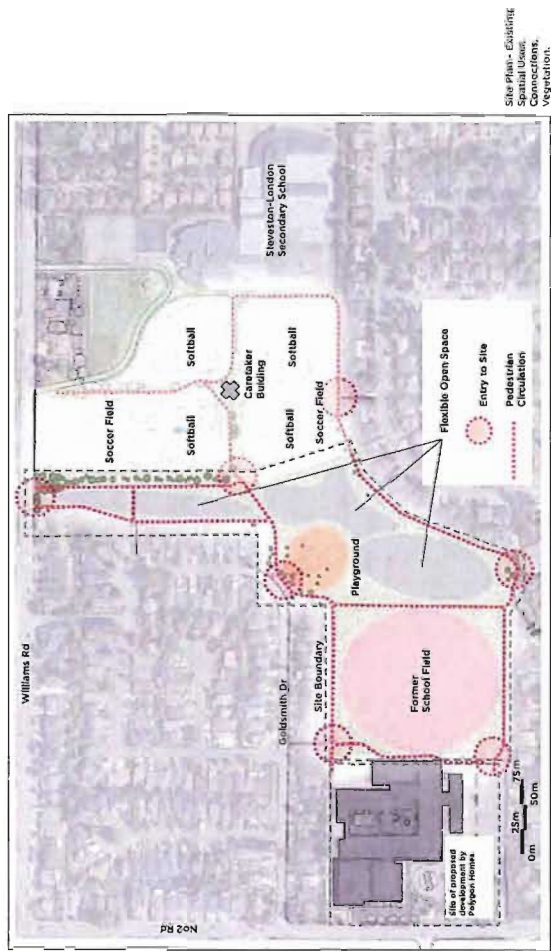 Site Plan - Existing
Spatial Uses,
Connections,
Vegetation.
Williams Rd
Soccer Field
Softball
Softball
Caretaker
Building
Steveston-London
Secondary School
Softball
Softball
Soccer Field
Goldsmith Dr
Site Boundary
Playground
Flexible Open Space
Entry to Site
Pedestrian
Circulation
Former
School Field
No2 Rd
Site of proposed
development by
Polygon Homes
0m
25m
50m
75m